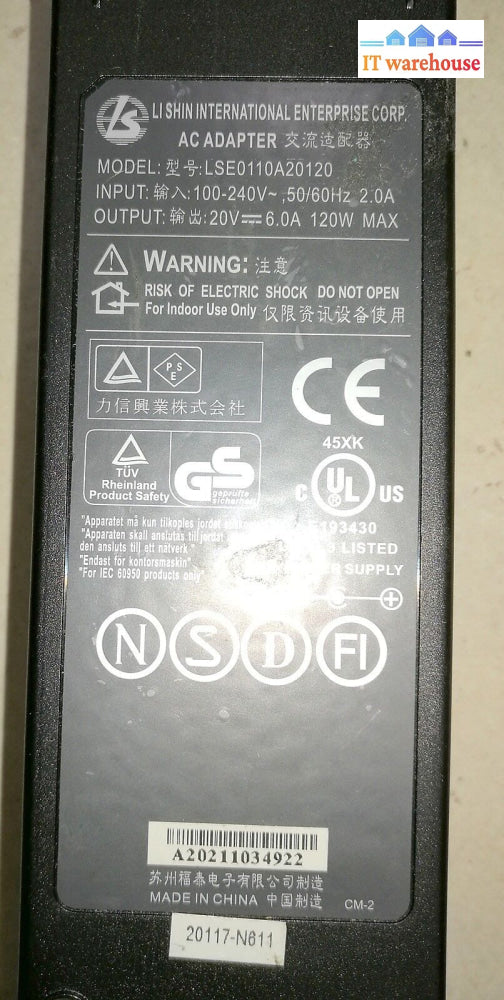 IT warehouse
LS LI SHIN INTERNATIONAL ENTERPRISE CORP.
AC ADAPTER 交流适配器
MODEL: 型号:LSE0110A20120
INPUT: 输入:100-240V~,50/60Hz 2.0A
OUTPUT: 输出:20V⎓6.0A 120W MAX
WARNING: 注意
RISK OF ELECTRIC SHOCK DO NOT OPEN
For Indoor Use Only 仅限资讯设备使用
PSE
力信興業株式会社
CE
45XK
TÜV
Rheinland
Product Safety
GS
geprüfte
sicherheit
C UL US
®
193430
LISTED
SUPPLY
"Apparatet må kun tilkoples jordet
"Apparaten skall anslutas till jordat
den ansluts till ett natverk"
"Endast for kontorsmaskin"
"For IEC 60950 products only"
N S D FI
A20211034922
苏州福泰电子有限公司制造
MADE IN CHINA 中国制造 CM-2
20117-N611